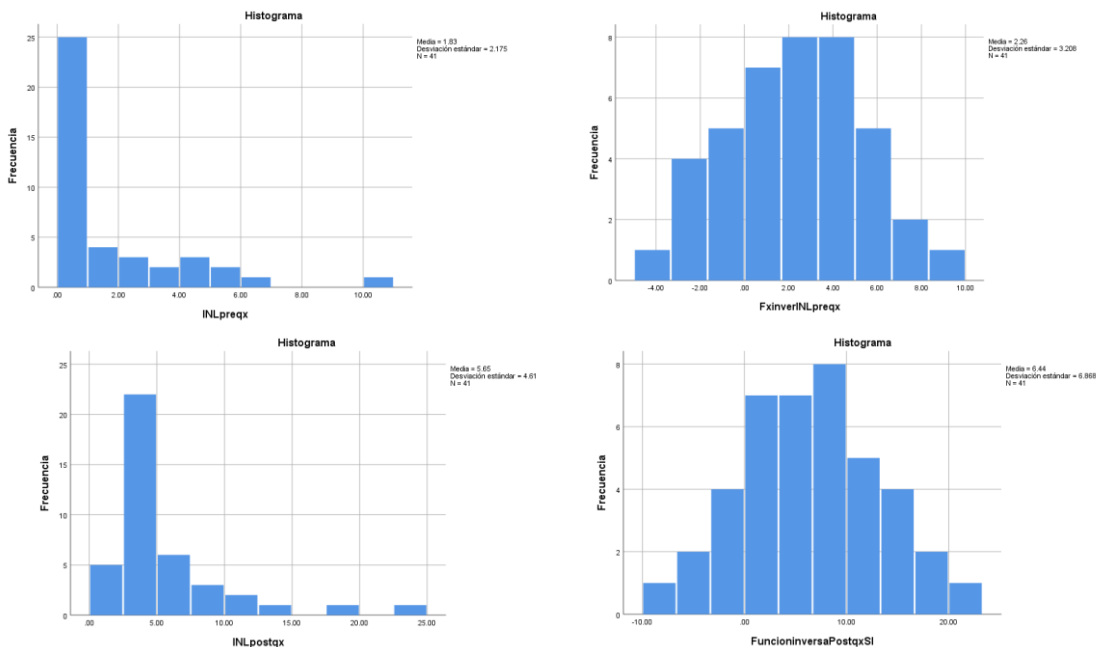 Histograma
Media = 1.83
Desviación estándar = 2.175
N = 41
25
20
15
10
5
0
Frecuencia
.00 2.00 4.00 6.00 8.00 10.00
INLpreqx
Histograma
Media = 2.26
Desviación estándar = 3.208
N = 41
8
6
4
2
0
Frecuencia
-4.00 -2.00 .00 2.00 4.00 6.00 8.00 10.00
FxinverINLpreqx
Histograma
Media = 5.65
Desviación estándar = 4.61
N = 41
25
20
15
10
5
0
Frecuencia
.00 5.00 10.00 15.00 20.00 25.00
INLpostqx
Histograma
Media = 6.44
Desviación estándar = 6.868
N = 41
8
6
4
2
0
Frecuencia
-10.00 .00 10.00 20.00
FuncioninversaPostqxSI